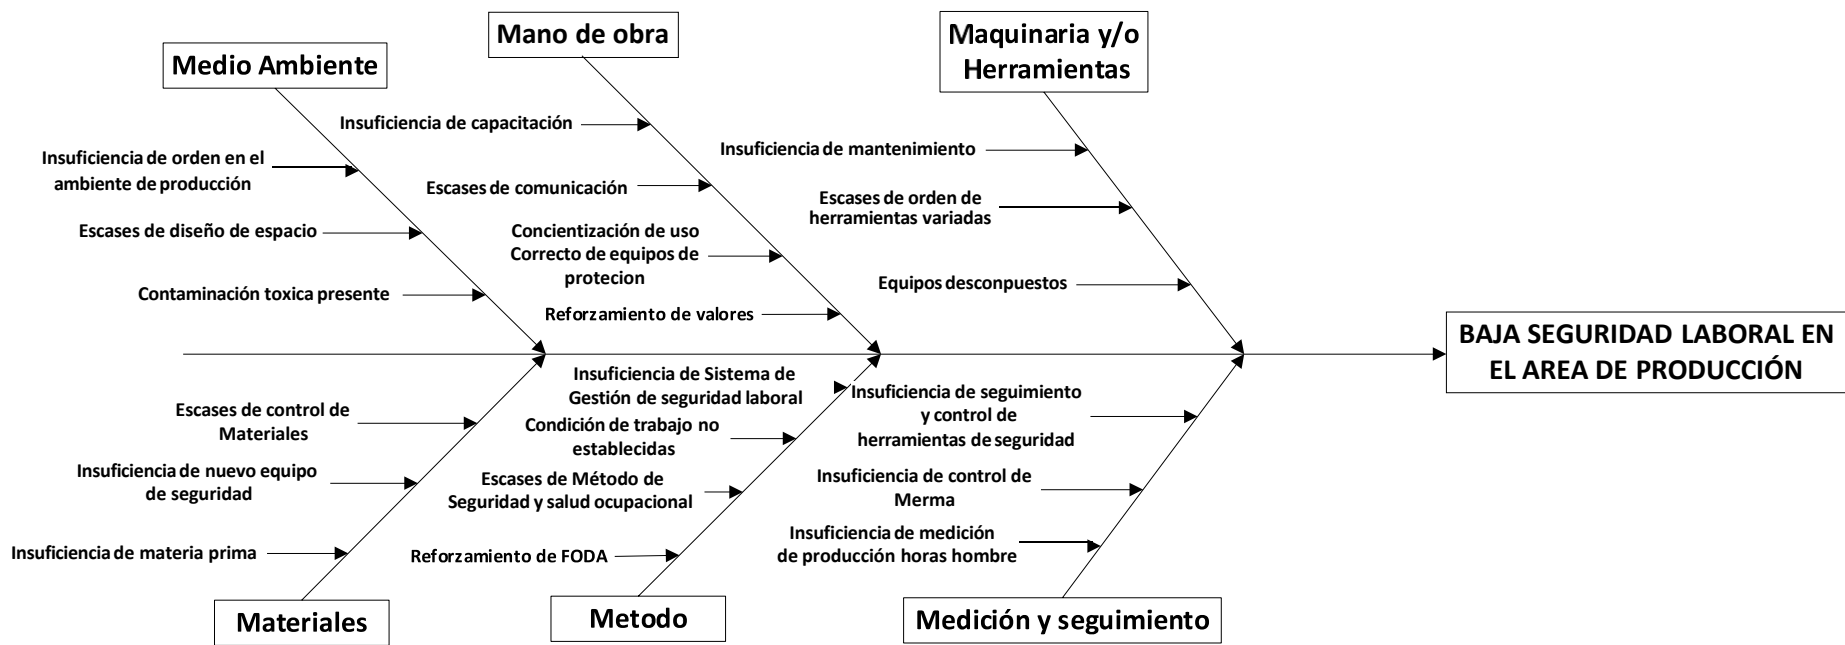 Medio Ambiente
Mano de obra
Maquinaria y/o
Herramientas
Insuficiencia de orden en el
ambiente de producción
Escases de diseño de espacio
Contaminación toxica presente
Insuficiencia de capacitación
Escases de comunicación
Concientización de uso
Correcto de equipos de
protecion
Reforzamiento de valores
Insuficiencia de mantenimiento
Escases de orden de
herramientas variadas
Equipos desconpuestos
BAJA SEGURIDAD LABORAL EN
EL AREA DE PRODUCCIÓN
Escases de control de
Materiales
Insuficiencia de nuevo equipo
de seguridad
Insuficiencia de materia prima
Insuficiencia de Sistema de
Gestión de seguridad laboral
Condición de trabajo no
establecidas
Escases de Método de
Seguridad y salud ocupacional
Reforzamiento de FODA
Insuficiencia de seguimiento
y control de
herramientas de seguridad
Insuficiencia de control de
Merma
Insuficiencia de medición
de producción horas hombre
Materiales
Metodo
Medición y seguimiento